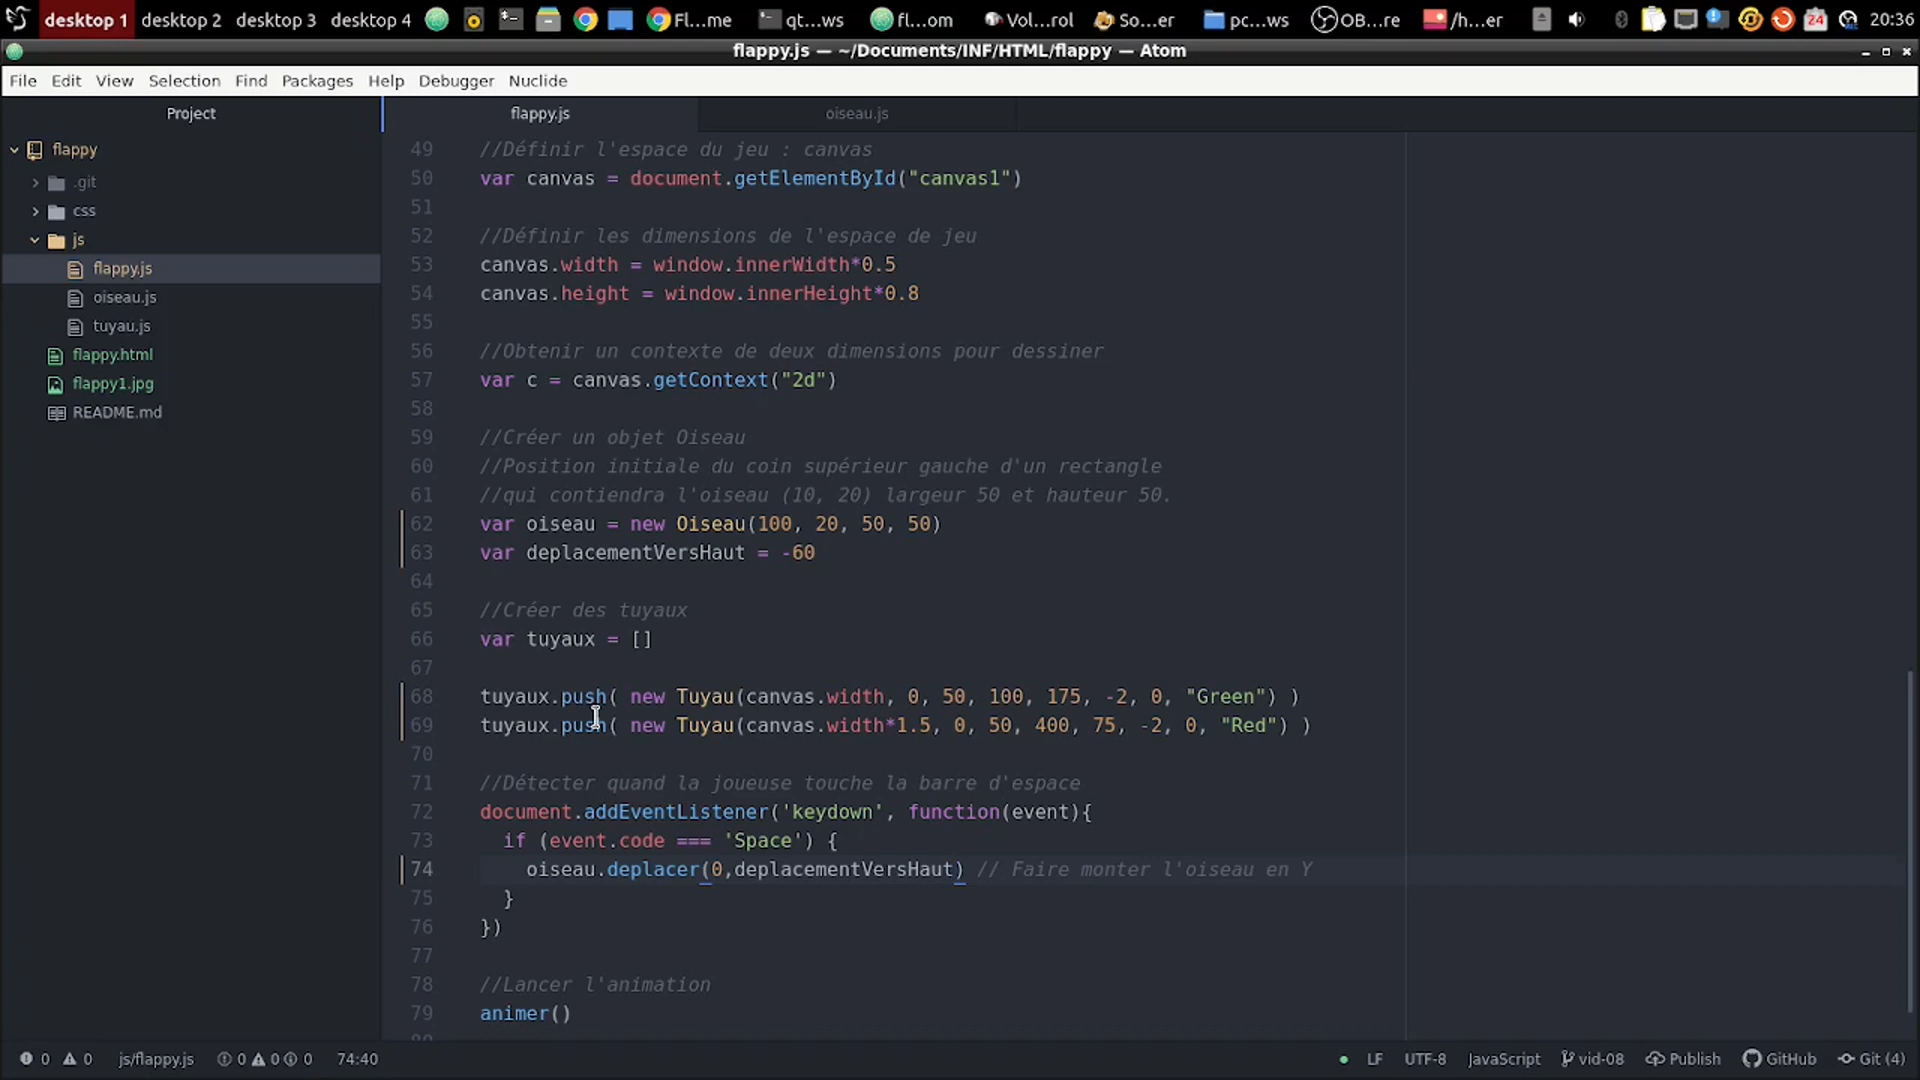 desktop 1 desktop 2 desktop 3 desktop 4 Fl...me qt...ws fl...om Vol...rol So...er pc...ws OB...re /h...er 24 20:36
flappy.js — ~/Documents/INF/HTML/flappy — Atom
File Edit View Selection Find Packages Help Debugger Nuclide
Project
flappy
.git
css
js
flappy.js
oiseau.js
tuyau.js
flappy.html
flappy1.jpg
README.md
flappy.js oiseau.js
49 //Définir l'espace du jeu : canvas
50 var canvas = document.getElementById("canvas1")
51
52 //Définir les dimensions de l'espace de jeu
53 canvas.width = window.innerWidth*0.5
54 canvas.height = window.innerHeight*0.8
55
56 //Obtenir un contexte de deux dimensions pour dessiner
57 var c = canvas.getContext("2d")
58
59 //Créer un objet Oiseau
60 //Position initiale du coin supérieur gauche d'un rectangle
61 //qui contiendra l'oiseau (10, 20) largeur 50 et hauteur 50.
62 var oiseau = new Oiseau(100, 20, 50, 50)
63 var deplacementVersHaut = -60
64
65 //Créer des tuyaux
66 var tuyaux = []
67
68 tuyaux.push( new Tuyau(canvas.width, 0, 50, 100, 175, -2, 0, "Green") )
69 tuyaux.push( new Tuyau(canvas.width*1.5, 0, 50, 400, 75, -2, 0, "Red") )
70
71 //Détecter quand la joueuse touche la barre d'espace
72 document.addEventListener('keydown', function(event){
73 if (event.code === 'Space') {
74 oiseau.deplacer(0,deplacementVersHaut) // Faire monter l'oiseau en Y
75 }
76 })
77
78 //Lancer l'animation
79 animer()
0 0 js/flappy.js 0 0 0 74:40 LF UTF-8 JavaScript vid-08 Publish GitHub Git (4)